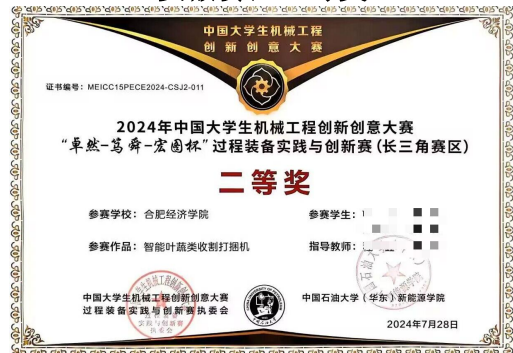 中国大学生机械工程
创新创意大赛
证书编号：MEICC15PECE2024-CSJ2-011
2024年中国大学生机械工程创新创意大赛
“卓然-笃舜-宏图杯”过程装备实践与创新赛(长三角赛区)
二等奖
参赛学校：合肥经济学院
参赛学生：
参赛作品：智能叶蔬类收割打捆机
指导教师：
中国大学生机械工程创新创意大赛
过程装备实践与创新赛执委会
中国石油大学（华东）新能源学院
2024年7月28日